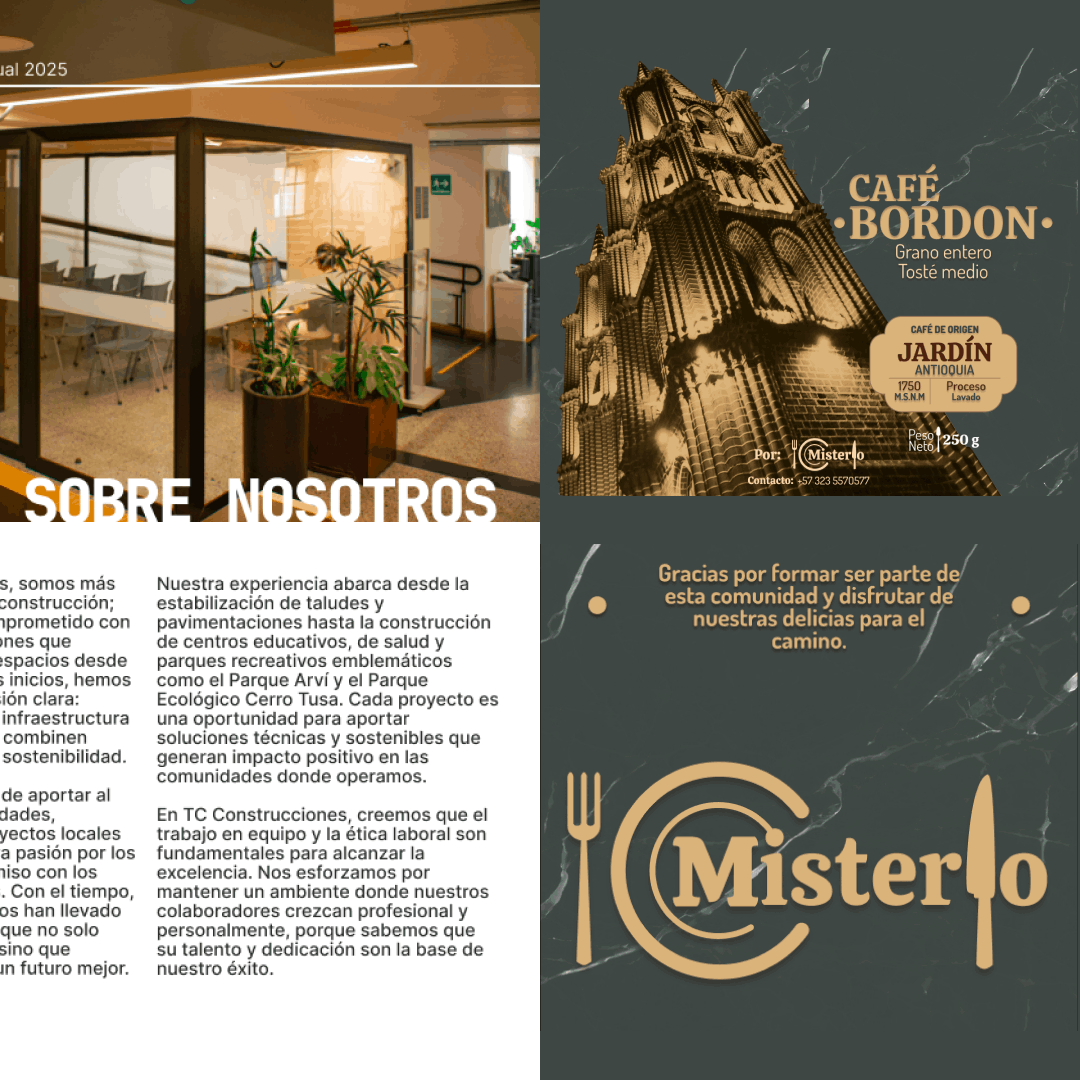 ual 2025
SOBRE NOSOTROS
s, somos más
construcción;
mprometido con
ones que
espacios desde
s inicios, hemos
sión clara:
infraestructura
combinen
sostenibilidad.
de aportar al
dades,
yectos locales
a pasión por los
niso con los
s. Con el tiempo,
os han llevado
que no solo
sino que
un futuro mejor.
Nuestra experiencia abarca desde la
estabilización de taludes y
pavimentaciones hasta la construcción
de centros educativos, de salud y
parques recreativos emblemáticos
como el Parque Arví y el Parque
Ecológico Cerro Tusa. Cada proyecto es
una oportunidad para aportar
soluciones técnicas y sostenibles que
generan impacto positivo en las
comunidades donde operamos.
En TC Construcciones, creemos que el
trabajo en equipo y la ética laboral son
fundamentales para alcanzar la
excelencia. Nos esforzamos por
mantener un ambiente donde nuestros
colaboradores crezcan profesional y
personalmente, porque sabemos que
su talento y dedicación son la base de
nuestro éxito.
CAFÉ
•BORDON•
Grano entero
Tosté medio
CAFÉ DE ORIGEN
JARDÍN
ANTIOQUIA
1750 M.S.N.M
Proceso Lavado
Peso Neto 250 g
Por: Misterio
Contacto: +57 323 5570577
Gracias por formar ser parte de
esta comunidad y disfrutar de
nuestras delicias para el
camino.
Misterio